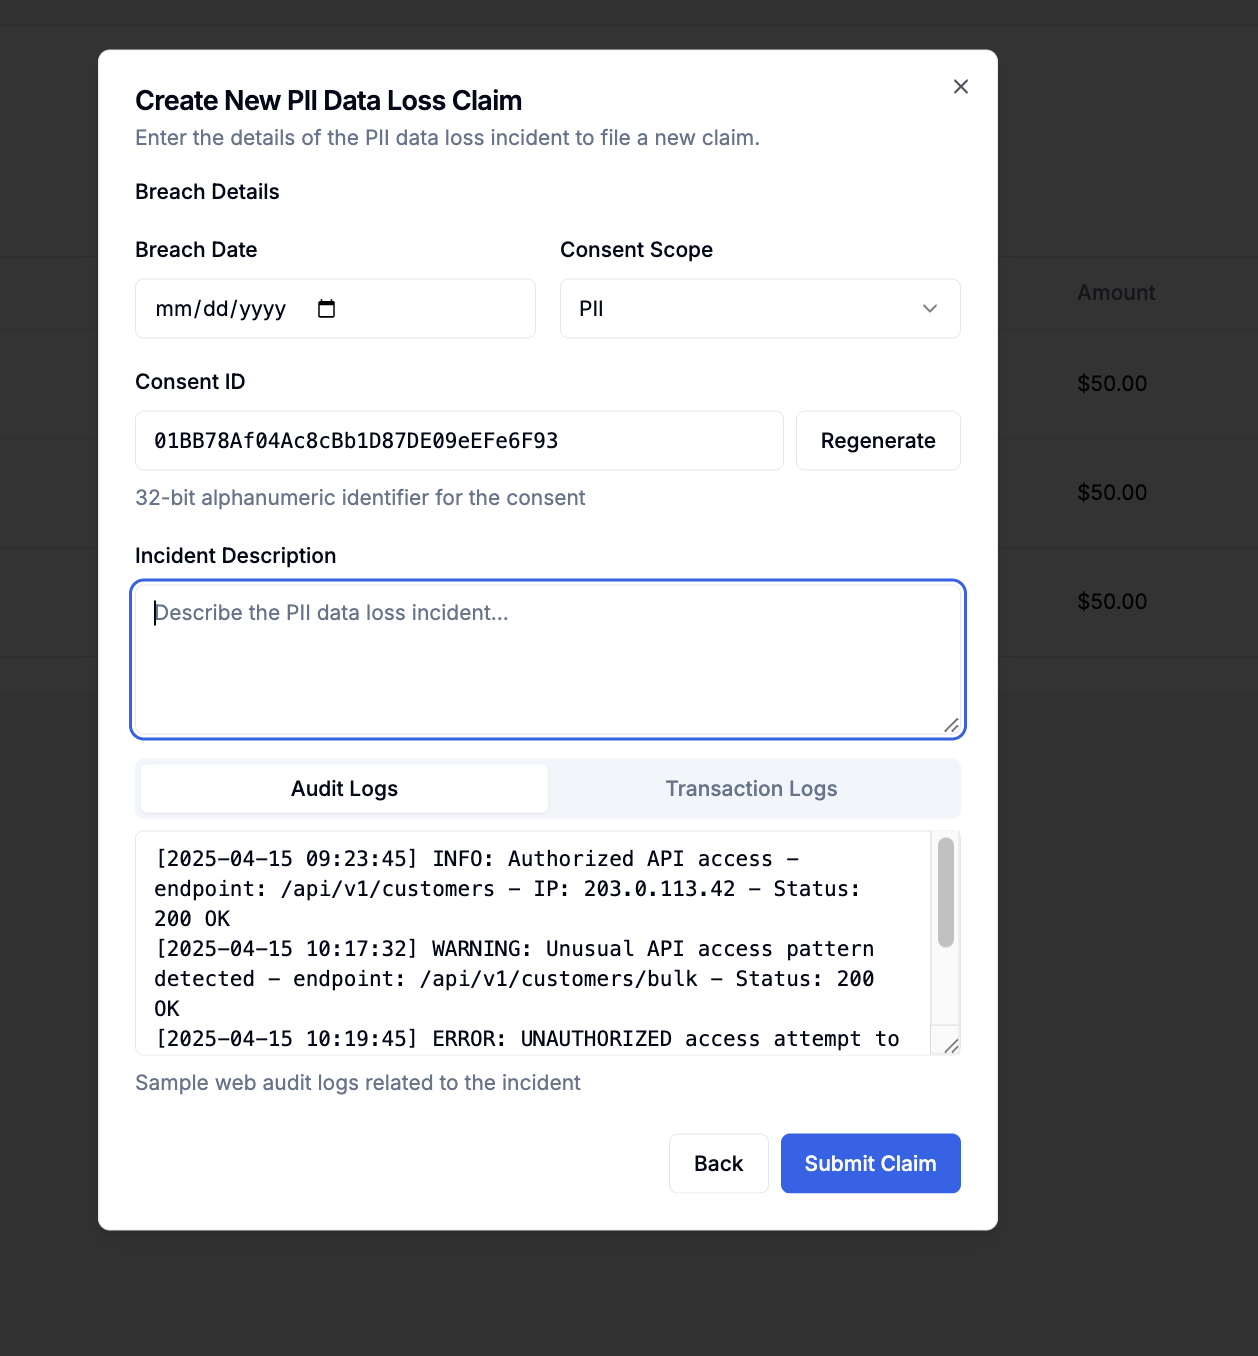 Create New PII Data Loss Claim
Enter the details of the PII data loss incident to file a new claim.
Breach Details
Breach Date
Consent Scope
mm/dd/yyyy
PII
Consent ID
01BB78Af04Ac8cBb1D87DE09eEFe6F93
Regenerate
32-bit alphanumeric identifier for the consent
Incident Description
Describe the PII data loss incident...
Audit Logs
Transaction Logs
[2025-04-15 09:23:45] INFO: Authorized API access -
endpoint: /api/v1/customers - IP: 203.0.113.42 - Status:
200 OK
[2025-04-15 10:17:32] WARNING: Unusual API access pattern
detected - endpoint: /api/v1/customers/bulk - Status: 200
OK
[2025-04-15 10:19:45] ERROR: UNAUTHORIZED access attempt to
Sample web audit logs related to the incident
Back
Submit Claim
Amount
$50.00
$50.00
$50.00